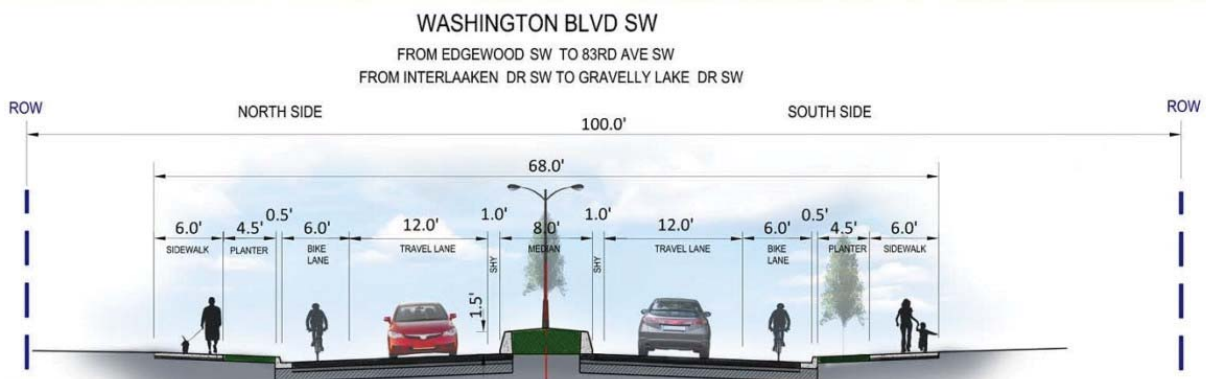 WASHINGTON BLVD SW
FROM EDGEWOOD SW TO 83RD AVE SW
FROM INTERLAAKEN DR SW TO GRAVELLY LAKE DR SW
ROW NORTH SIDE SOUTH SIDE ROW
100.0'
68.0'
6.0' 4.5' 0.5' 6.0' 12.0' 1.0' 8.0' 1.0' 12.0' 6.0' 0.5' 4.5' 6.0'
SIDEWALK PLANTER BIKE LANE TRAVEL LANE SHY MEDIAN SHY TRAVEL LANE BIKE LANE PLANTER SIDEWALK
1.5'